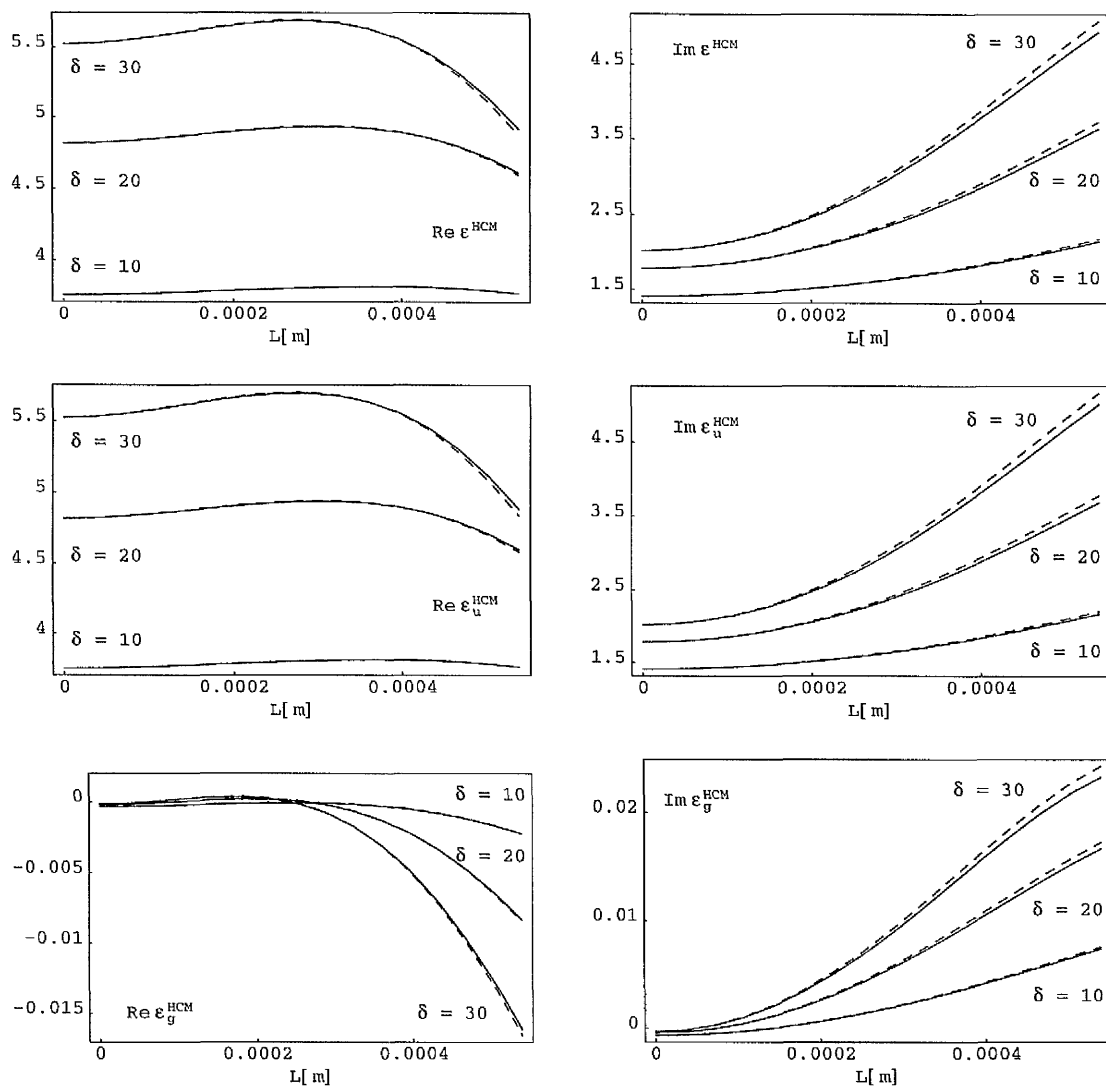 5.5
δ = 30
5
4.5
δ = 20
Re ε^HCM
4
δ = 10
0
0.0002
0.0004
L[m]
4.5
Im ε^HCM
δ = 30
3.5
2.5
δ = 20
1.5
δ = 10
0
0.0002
0.0004
L[m]
5.5
δ = 30
5
4.5
δ = 20
Re ε_u^HCM
4
δ = 10
0
0.0002
0.0004
L[m]
4.5
Im ε_u^HCM
δ = 30
3.5
2.5
δ = 20
1.5
δ = 10
0
0.0002
0.0004
L[m]
0
δ = 10
-0.005
δ = 20
-0.01
-0.015
Re ε_g^HCM
δ = 30
0
0.0002
0.0004
L[m]
Im ε_g^HCM
δ = 30
0.02
0.01
δ = 20
0
δ = 10
0
0.0002
0.0004
L[m]